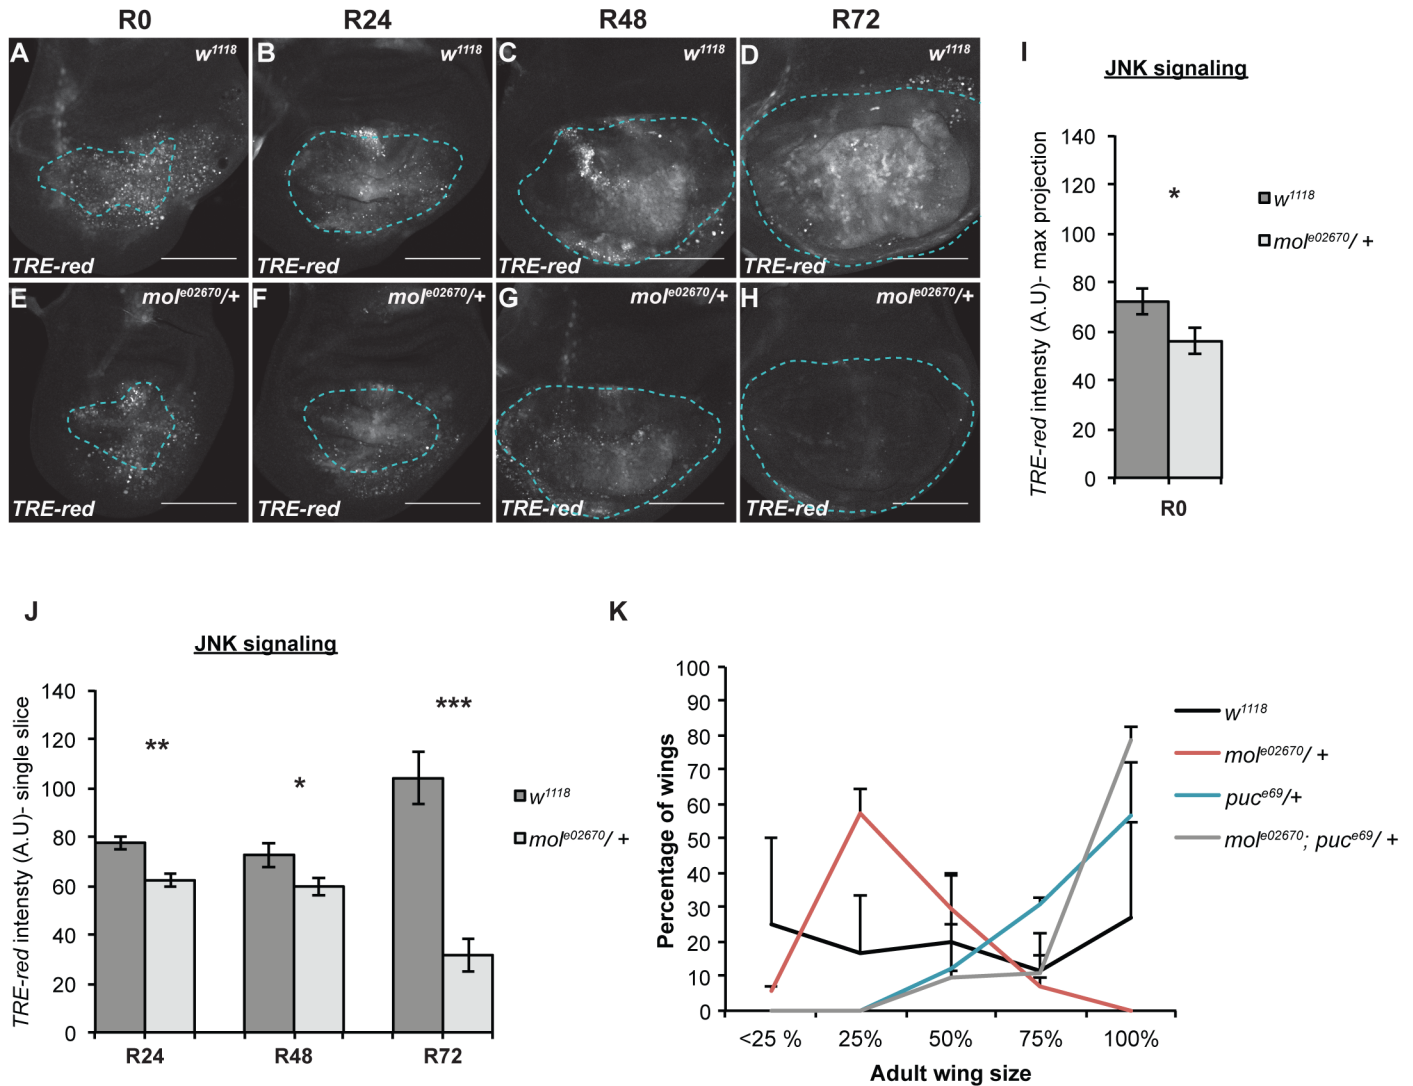 R0 R24 R48 R72
A w1118 B w1118 C w1118 D w1118
TRE-red TRE-red TRE-red TRE-red
E mole02670/+ F mole02670/+ G mole02670/+ H mole02670/+
TRE-red TRE-red TRE-red TRE-red
I
JNK signaling
TRE-red intensty (A.U)- max projection
140
120
100
80
60
40
20
0
*
R0
w1118
mole02670/ +
J
JNK signaling
TRE-red intensty (A.U)- single slice
140
120
100
80
60
40
20
0
** * ***
R24 R48 R72
w1118
mole02670/ +
K
Percentage of wings
100
90
80
70
60
50
40
30
20
10
0
<25 % 25% 50% 75% 100%
Adult wing size
w1118
mole02670/ +
puce69/+
mole02670; puce69/ +